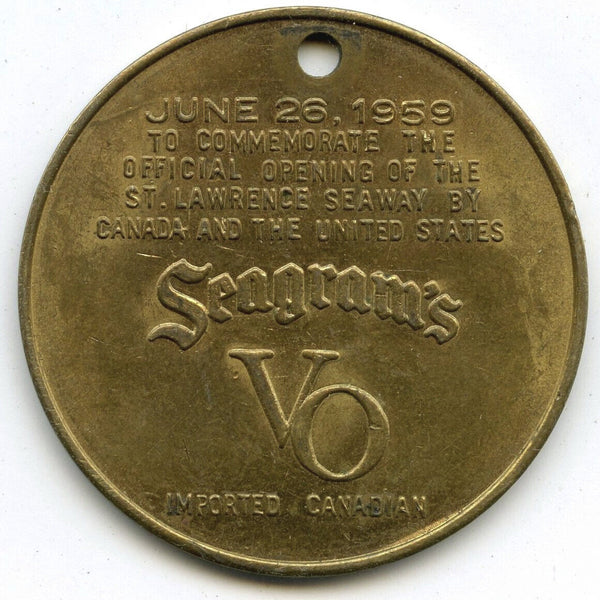 JUNE 26, 1959
TO COMMEMORATE THE
OFFICIAL OPENING OF THE
ST. LAWRENCE SEAWAY BY
CANADA AND THE UNITED STATES
Seagram's
VO
IMPORTED CANADIAN